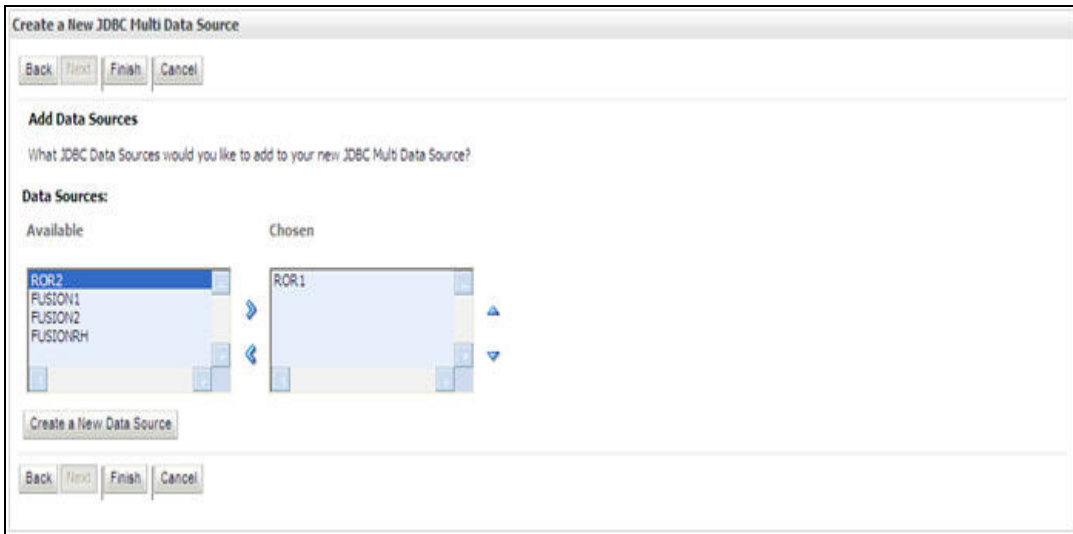 Create a New JDBC Multi Data Source
Back Next Finish Cancel
Add Data Sources
What JDBC Data Sources would you like to add to your new JDBC Multi Data Source?
Data Sources:
Available Chosen
ROR2 ROR1
FUSION1
FUSION2
FUSIONRH
Create a New Data Source
Back Next Finish Cancel